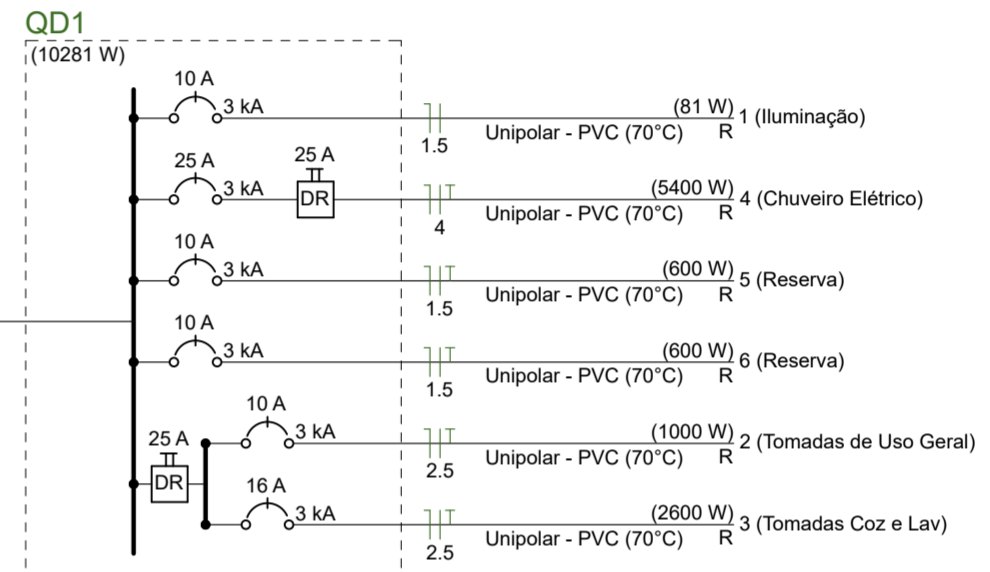 QD1
(10281 W)
10 A
3 kA
1.5
(81 W)
Unipolar - PVC (70°C)
R
1 (Iluminação)
25 A
3 kA
25 A
DR
4
(5400 W)
Unipolar - PVC (70°C)
R
4 (Chuveiro Elétrico)
10 A
3 kA
1.5
(600 W)
Unipolar - PVC (70°C)
R
5 (Reserva)
10 A
3 kA
1.5
(600 W)
Unipolar - PVC (70°C)
R
6 (Reserva)
25 A
DR
10 A
3 kA
2.5
(1000 W)
Unipolar - PVC (70°C)
R
2 (Tomadas de Uso Geral)
16 A
3 kA
2.5
(2600 W)
Unipolar - PVC (70°C)
R
3 (Tomadas Coz e Lav)